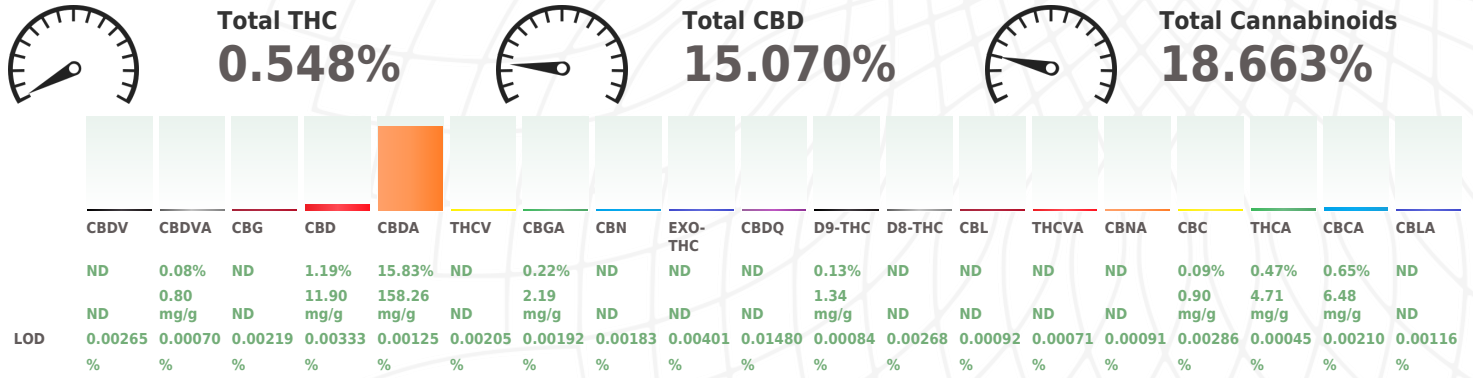 Total THC
0.548%
Total CBD
15.070%
Total Cannabinoids
18.663%
CBDV CBDVA CBG CBD CBDA THCV CBGA CBN EXO-THC CBDQ D9-THC D8-THC CBL THCVA CBNA CBC THCA CBCA CBLA
ND 0.08% ND 1.19% 15.83% ND 0.22% ND ND ND 0.13% ND ND ND ND 0.09% 0.47% 0.65% ND
ND 0.80 mg/g ND 11.90 mg/g 158.26 mg/g ND 2.19 mg/g ND ND ND 1.34 mg/g ND ND ND ND 0.90 mg/g 4.71 mg/g 6.48 mg/g ND
LOD 0.00265 0.00070 0.00219 0.00333 0.00125 0.00205 0.00192 0.00183 0.00401 0.01480 0.00084 0.00268 0.00092 0.00071 0.00091 0.00286 0.00045 0.00210 0.00116
% % % % % % % % % % % % % % % % % % %